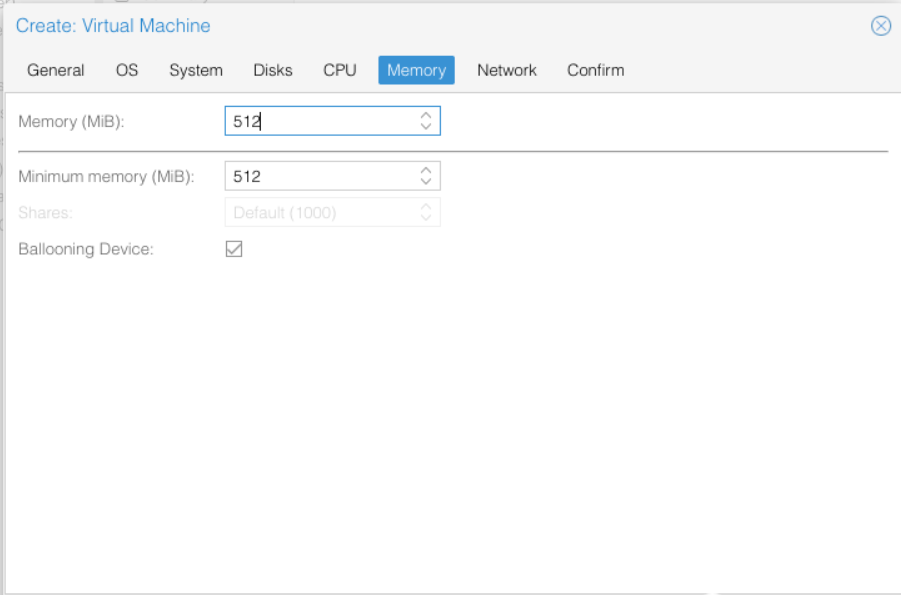 Create: Virtual Machine
General OS System Disks CPU Memory Network Confirm
Memory (MiB): 512
Minimum memory (MiB): 512
Shares: Default (1000)
Ballooning Device: